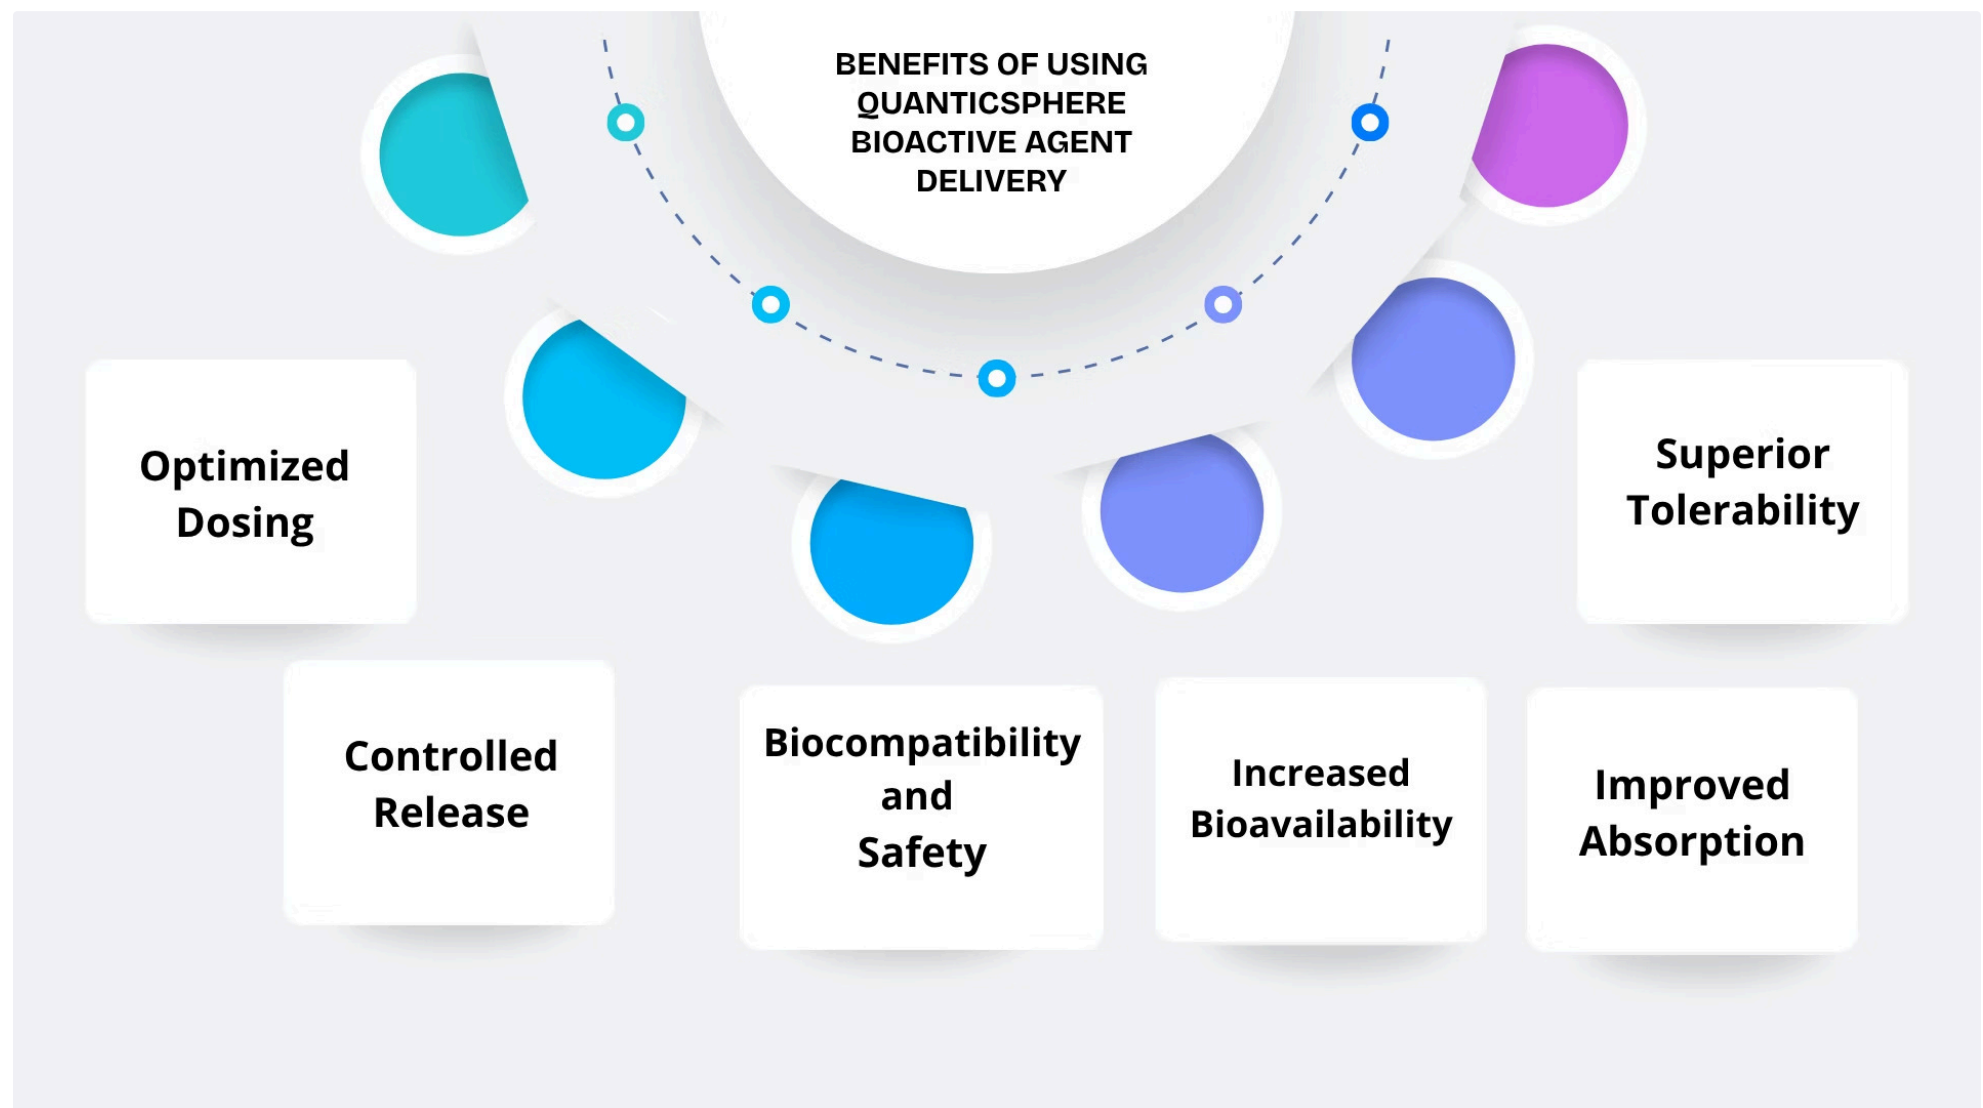 BENEFITS OF USING
QUANTICSPHERE
BIOACTIVE AGENT
DELIVERY
Optimized
Dosing
Controlled
Release
Biocompatibility
and
Safety
Increased
Bioavailability
Improved
Absorption
Superior
Tolerability